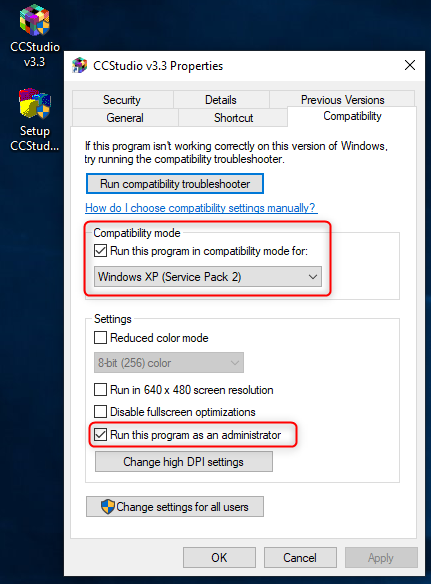 CCStudio
v3.3
Setup
CCStud...
CCStudio v3.3 Properties
Security
Details
Previous Versions
General
Shortcut
Compatibility
If this program isn't working correctly on this version of Windows,
try running the compatibility troubleshooter.
Run compatibility troubleshooter
How do I choose compatibility settings manually?
Compatibility mode
Run this program in compatibility mode for:
Windows XP (Service Pack 2)
Settings
Reduced color mode
8-bit (256) color
Run in 640 x 480 screen resolution
Disable fullscreen optimizations
Run this program as an administrator
Change high DPI settings
Change settings for all users
OK
Cancel
Apply